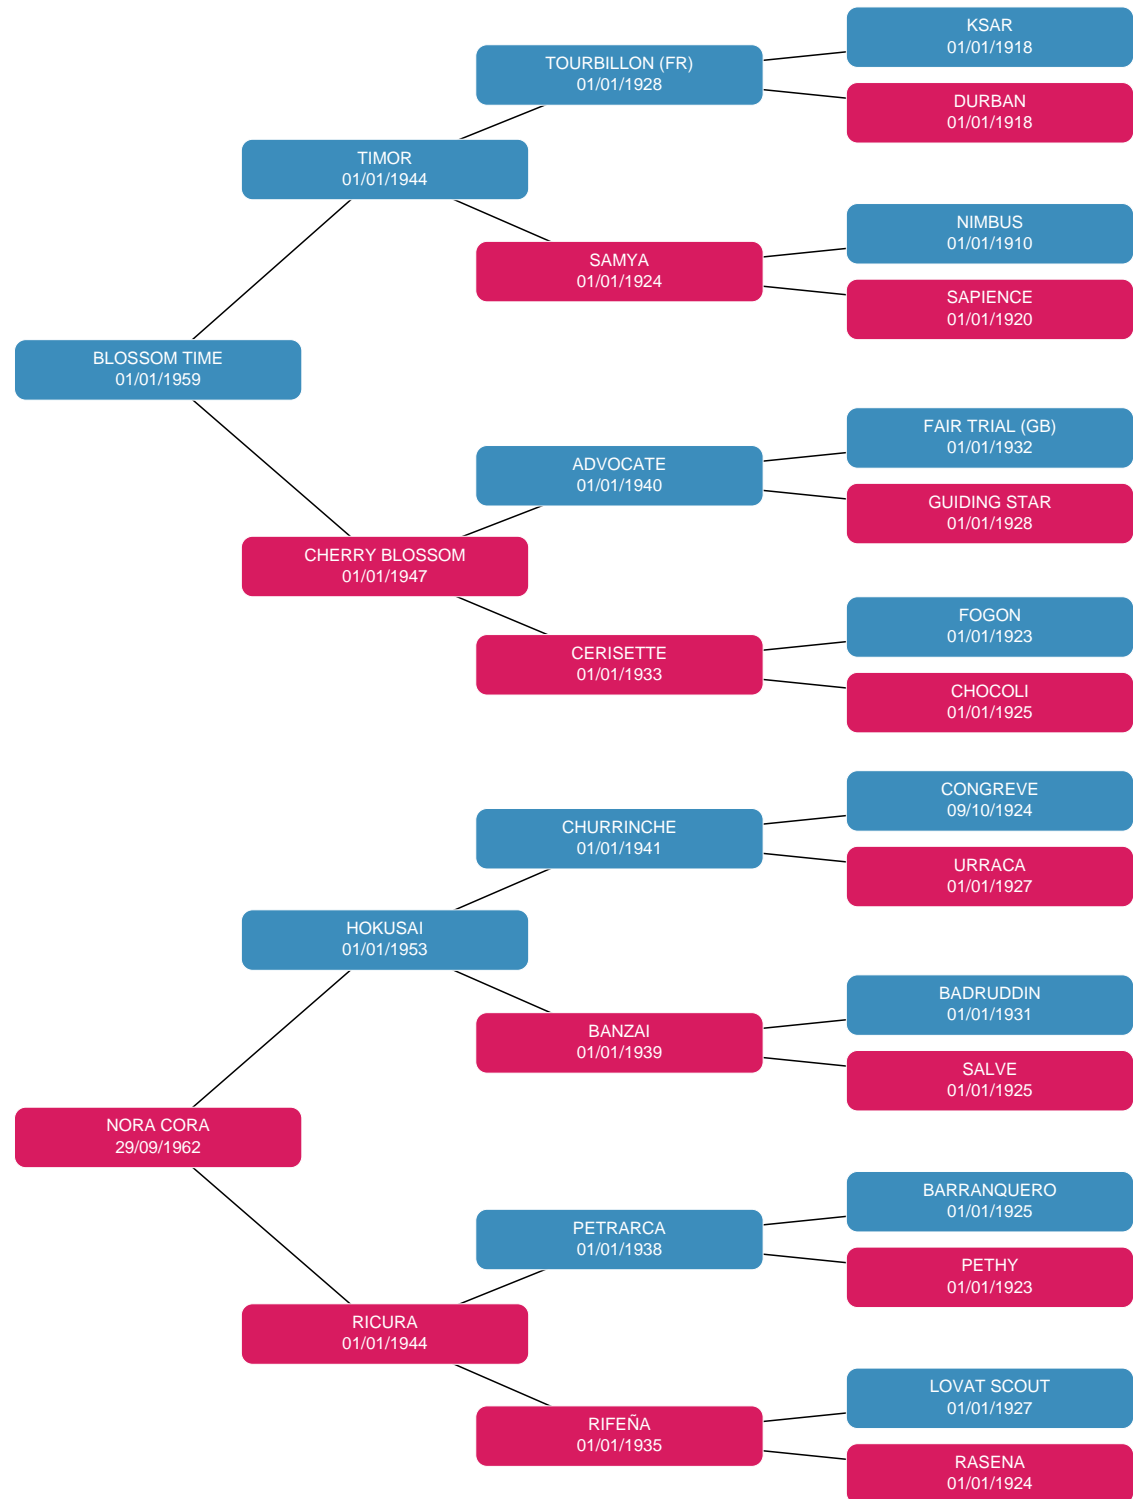 KSAR
01/01/1918
TOURBILLON (FR)
01/01/1928
DURBAN
01/01/1918
TIMOR
01/01/1944
NIMBUS
01/01/1910
SAMYA
01/01/1924
SAPIENCE
01/01/1920
BLOSSOM TIME
01/01/1959
FAIR TRIAL (GB)
01/01/1932
ADVOCATE
01/01/1940
GUIDING STAR
01/01/1928
CHERRY BLOSSOM
01/01/1947
FOGON
01/01/1923
CERISETTE
01/01/1933
CHOCOLI
01/01/1925
CONGREVE
09/10/1924
CHURRINCHE
01/01/1941
URRACA
01/01/1927
HOKUSAI
01/01/1953
BADRUDDIN
01/01/1931
BANZAI
01/01/1939
SALVE
01/01/1925
NORA CORA
29/09/1962
BARRANQUERO
01/01/1925
PETRARCA
01/01/1938
PETHY
01/01/1923
RICURA
01/01/1944
LOVAT SCOUT
01/01/1927
RIFEÑA
01/01/1935
RASENA
01/01/1924